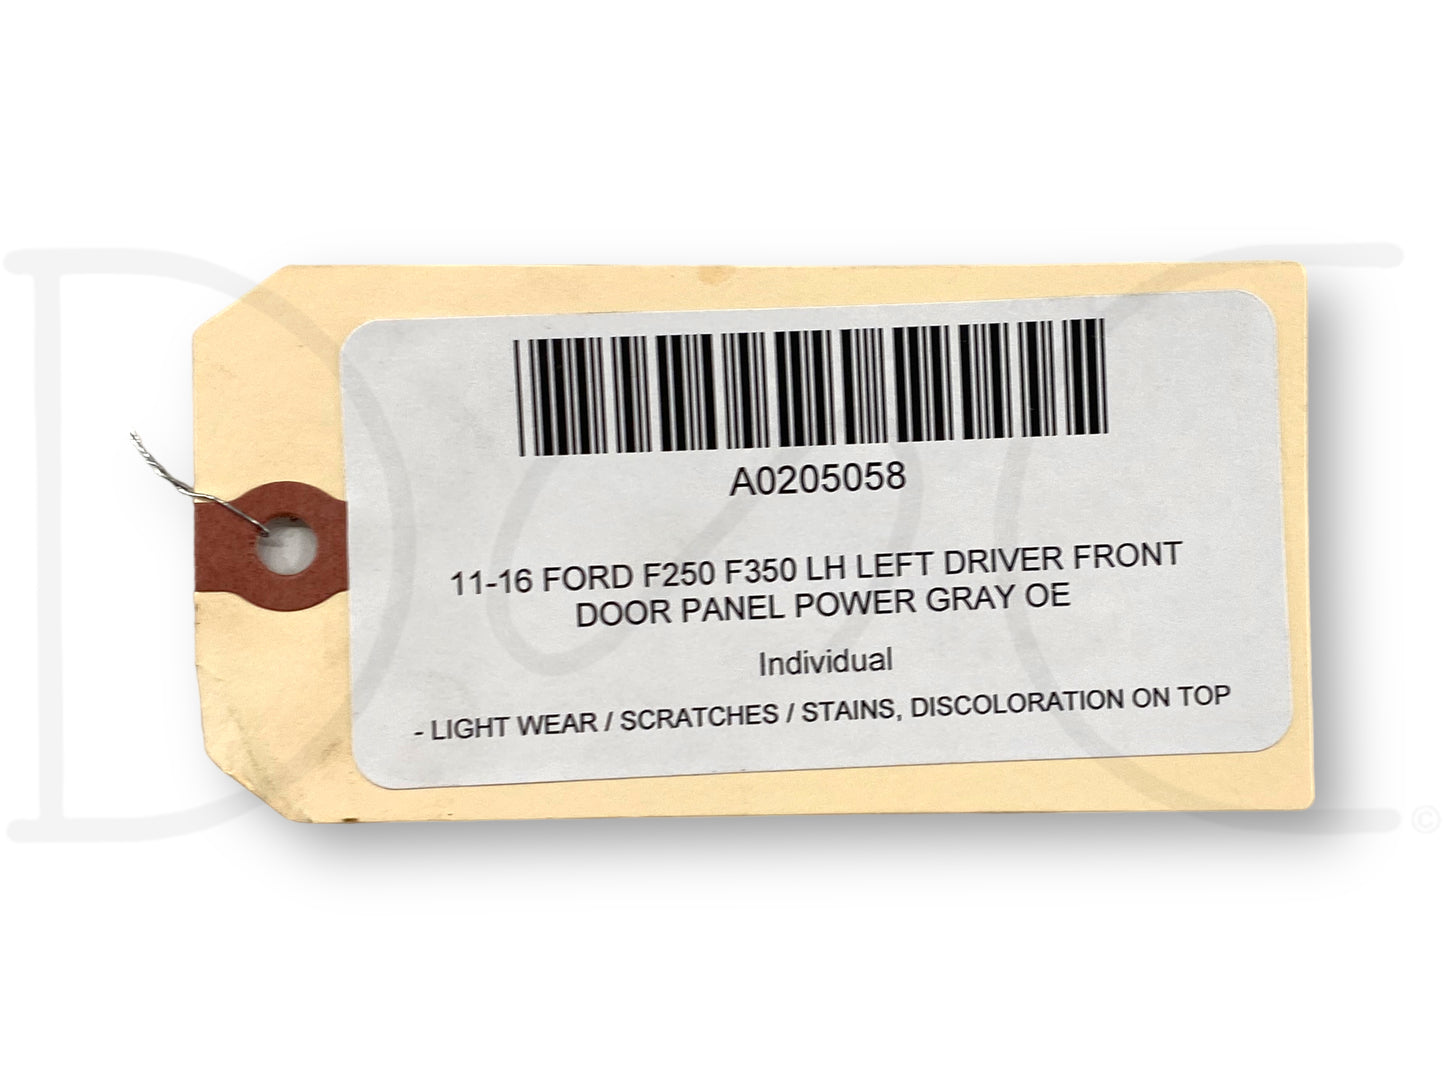 A0205058
11-16 FORD F250 F350 LH LEFT DRIVER FRONT
DOOR PANEL POWER GRAY OE
Individual
- LIGHT WEAR / SCRATCHES / STAINS, DISCOLORATION ON TOP
©